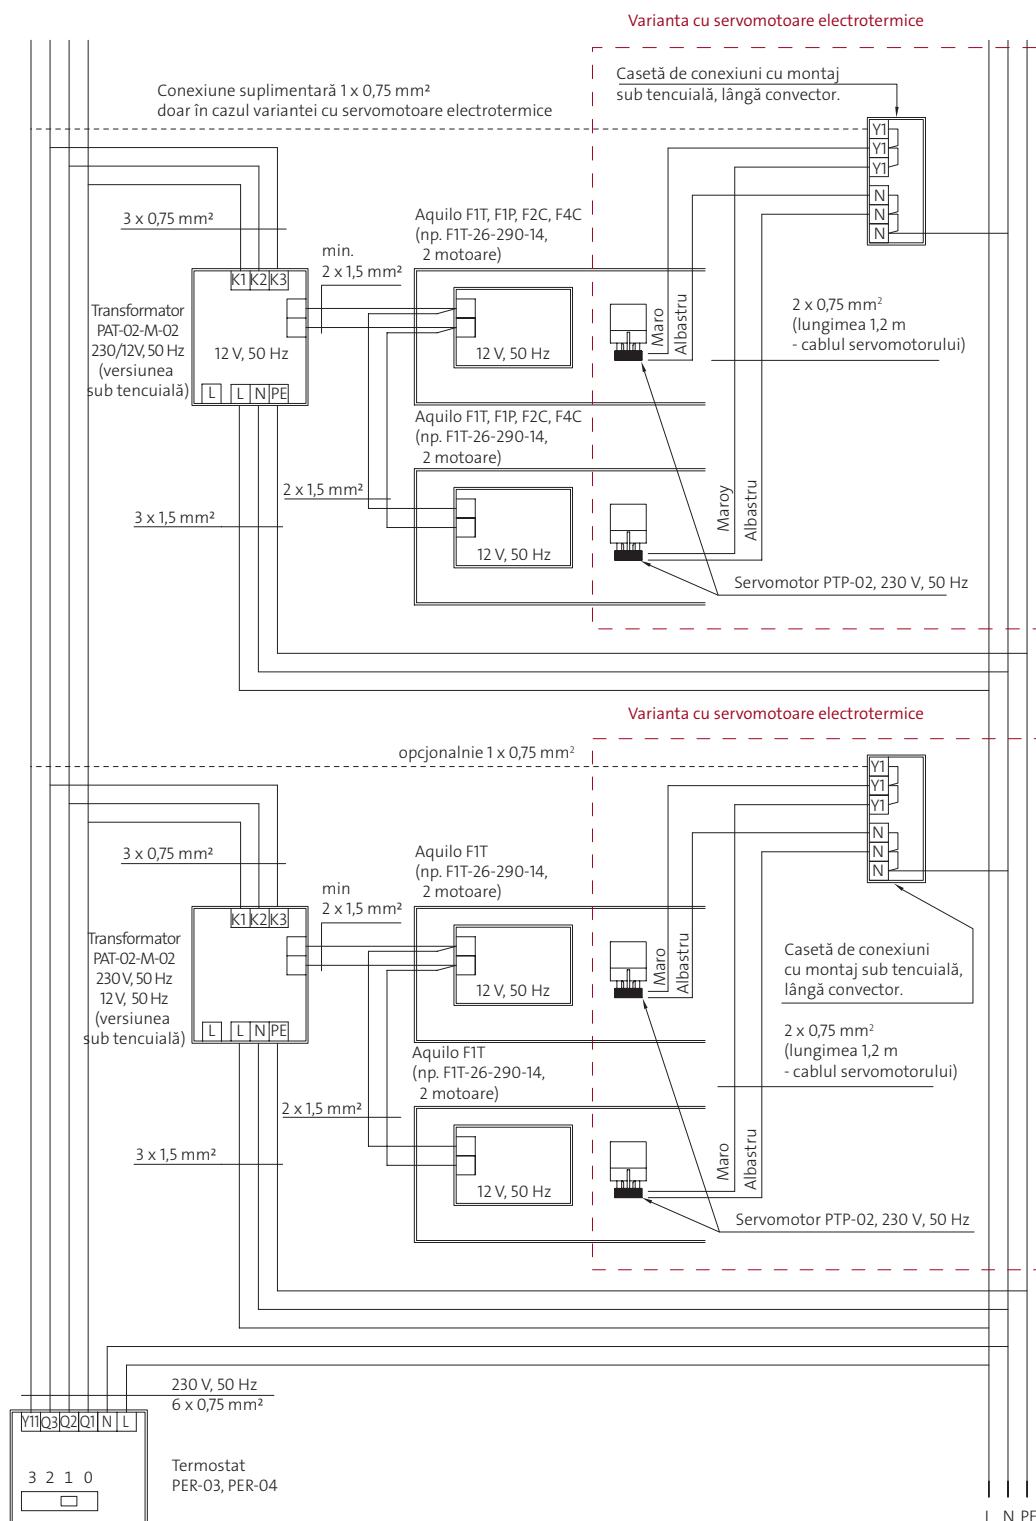 Varianta cu servomotoare electrotermice
Casetă de conexiuni cu montaj
sub tencuială, lângă convector.
Conexiune suplimentară 1 x 0,75 mm²
doar în cazul variantei cu servomotoare electrotermice
Y1
Y1
Y1
N
N
N
3 x 0,75 mm²
Aquilo F1T, F1P, F2C, F4C
(np. F1T-26-290-14,
2 motoare)
min.
2 x 1,5 mm²
K1 K2 K3
Transformator
PAT-02-M-02
230/12V, 50 Hz
(versiunea
sub tencuială)
12 V, 50 Hz
L L N PE
12 V, 50 Hz
Maro
Albastru
2 x 0,75 mm²
(lungimea 1,2 m
- cablul servomotorului)
Aquilo F1T, F1P, F2C, F4C
(np. F1T-26-290-14,
2 motoare)
2 x 1,5 mm²
3 x 1,5 mm²
12 V, 50 Hz
Maroy
Albastru
Servomotor PTP-02, 230 V, 50 Hz
Varianta cu servomotoare electrotermice
opcjonalnie 1 x 0,75 mm²
Y1
Y1
Y1
N
N
N
3 x 0,75 mm²
Aquilo F1T
(np. F1T-26-290-14,
2 motoare)
min
2 x 1,5 mm²
K1 K2 K3
Transformator
PAT-02-M-02
230 V, 50 Hz
12 V, 50 Hz
(versiunea
sub tencuială)
L L N PE
12 V, 50 Hz
Maro
Albastru
Casetă de conexiuni
cu montaj sub tencuială,
lângă convector.
2 x 0,75 mm²
(lungimea 1,2 m
- cablul servomotorului)
Aquilo F1T
(np. F1T-26-290-14,
2 motoare)
2 x 1,5 mm²
3 x 1,5 mm²
12 V, 50 Hz
Maro
Albastru
Servomotor PTP-02, 230 V, 50 Hz
230 V, 50 Hz
6 x 0,75 mm²
Y11 Q3 Q2 Q1 N L
3 2 1 0
Termostat
PER-03, PER-04
L N PE